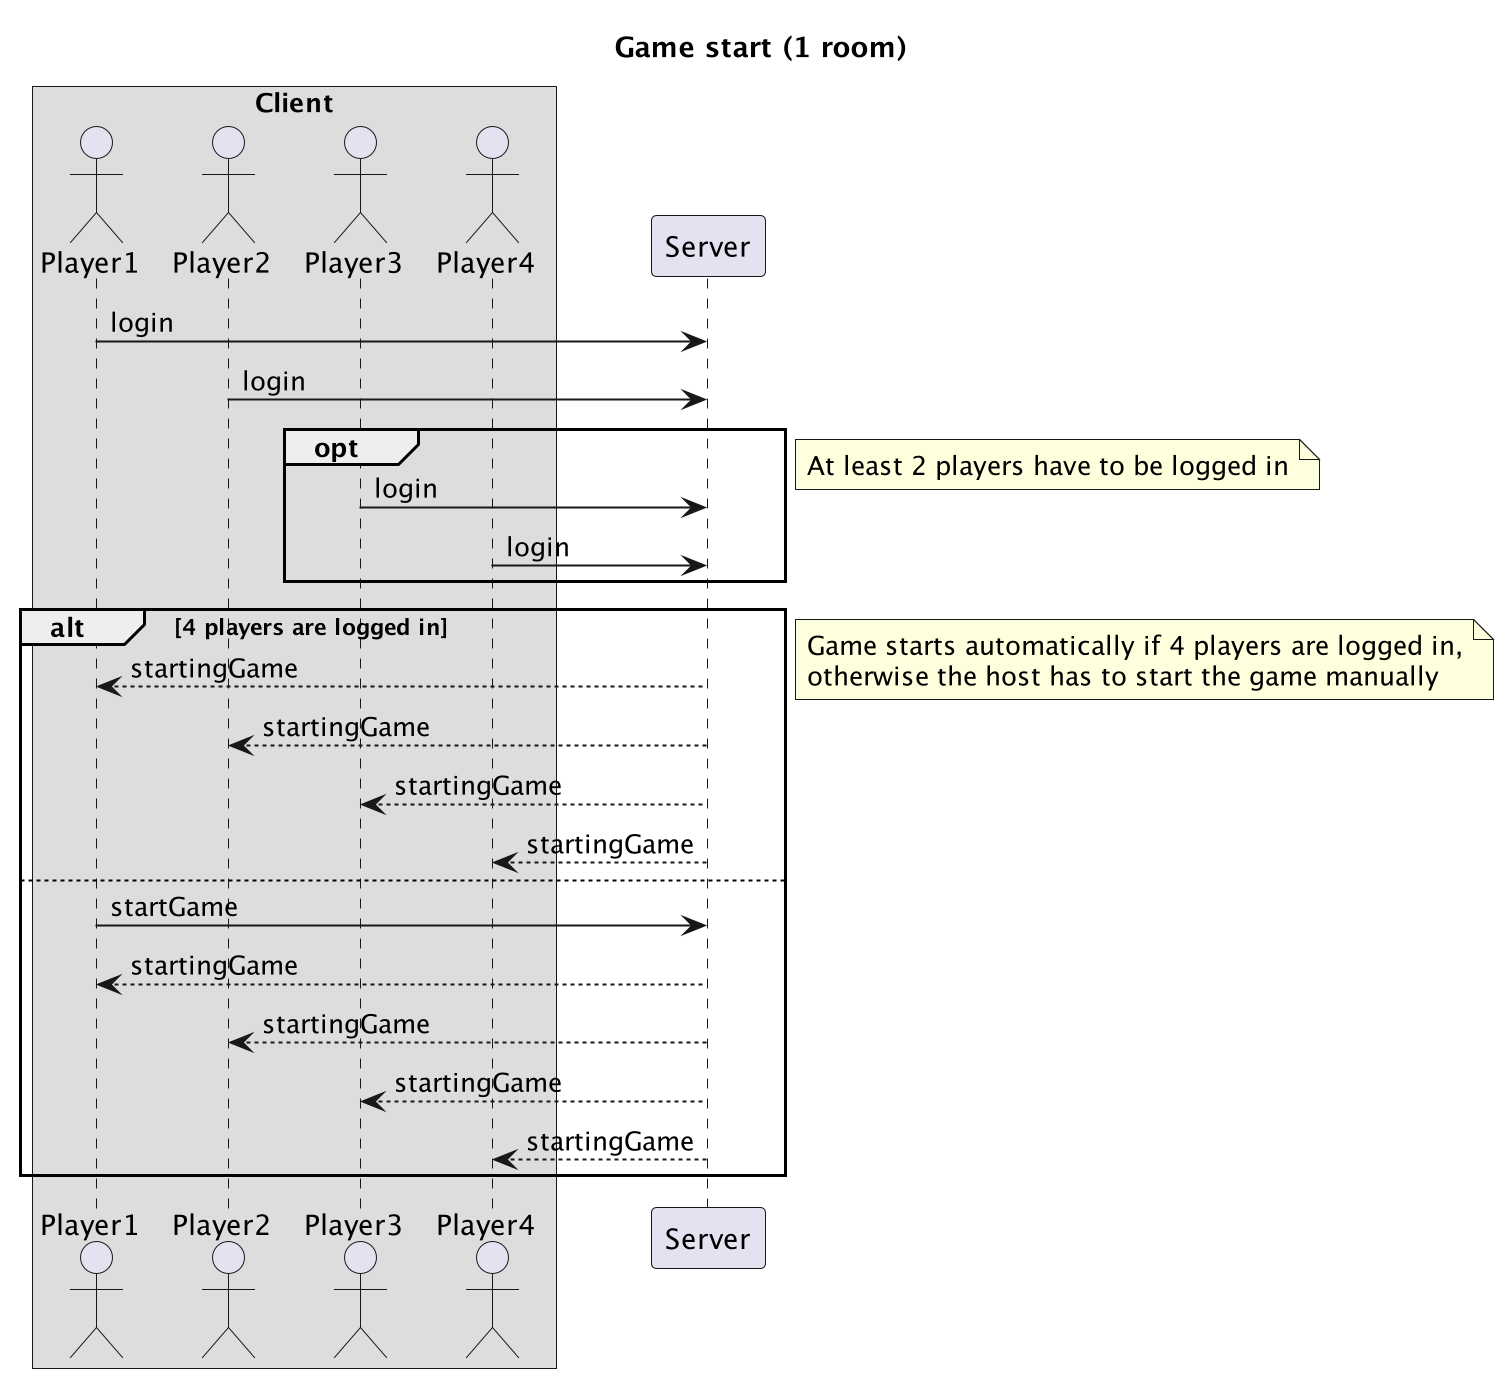 Game start (1 room)
Client
Player1 Player2 Player3 Player4 Server
login
login
opt
At least 2 players have to be logged in
login
login
alt [4 players are logged in]
Game starts automatically if 4 players are logged in,
otherwise the host has to start the game manually
startingGame
startingGame
startingGame
startingGame
startGame
startingGame
startingGame
startingGame
startingGame
Player1 Player2 Player3 Player4 Server